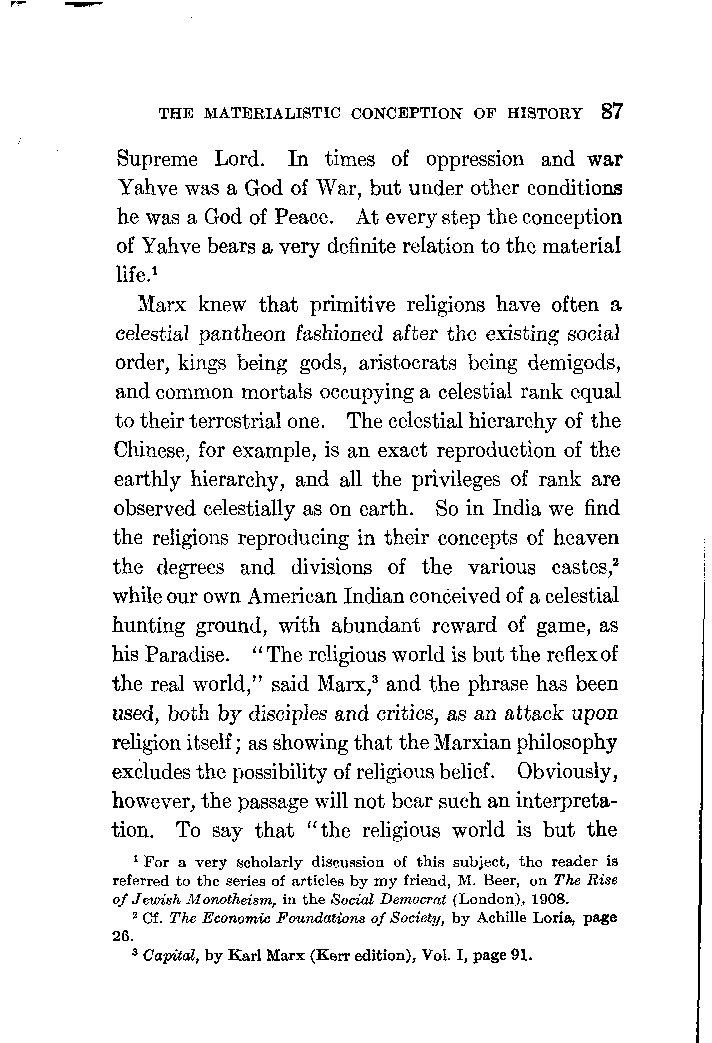 THE MATERIALISTIC CONCEPTION OF HISTORY 87
Supreme Lord. In times of oppression and war
Yahve was a God of War, but under other conditions
he was a God of Peace. At every step the conception
of Yahve bears a very definite relation to the material
life.¹
Marx knew that primitive religions have often a
celestial pantheon fashioned after the existing social
order, kings being gods, aristocrats being demigods,
and common mortals occupying a celestial rank equal
to their terrestrial one. The celestial hierarchy of the
Chinese, for example, is an exact reproduction of the
earthly hierarchy, and all the privileges of rank are
observed celestially as on earth. So in India we find
the religions reproducing in their concepts of heaven
the degrees and divisions of the various castes,²
while our own American Indian conceived of a celestial
hunting ground, with abundant reward of game, as
his Paradise. "The religious world is but the reflex of
the real world," said Marx,³ and the phrase has been
used, both by disciples and critics, as an attack upon
religion itself; as showing that the Marxian philosophy
excludes the possibility of religious belief. Obviously,
however, the passage will not bear such an interpreta-
tion. To say that "the religious world is but the
¹ For a very scholarly discussion of this subject, the reader is
referred to the series of articles by my friend, M. Beer, on The Rise
of Jewish Monotheism, in the Social Democrat (London), 1908.
² Cf. The Economic Foundations of Society, by Achille Loria, page
26.
³ Capital, by Karl Marx (Kerr edition), Vol. I, page 91.